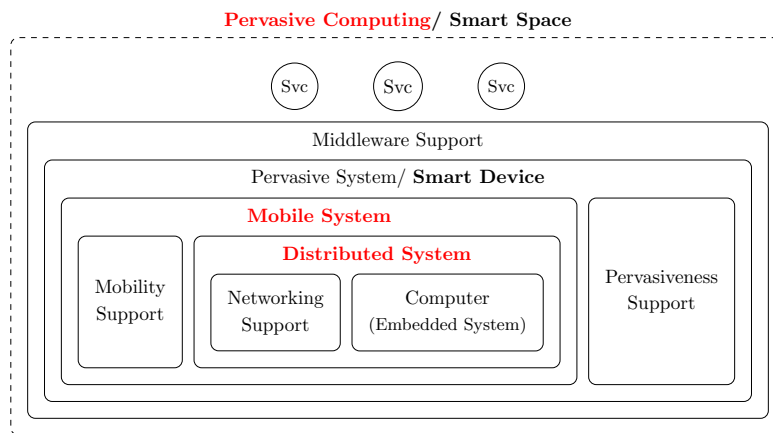 Pervasive Computing/ Smart Space
Svc Svc Svc
Middleware Support
Pervasive System/ Smart Device
Mobile System
Distributed System
Mobility
Support
Networking
Support
Computer
(Embedded System)
Pervasiveness
Support